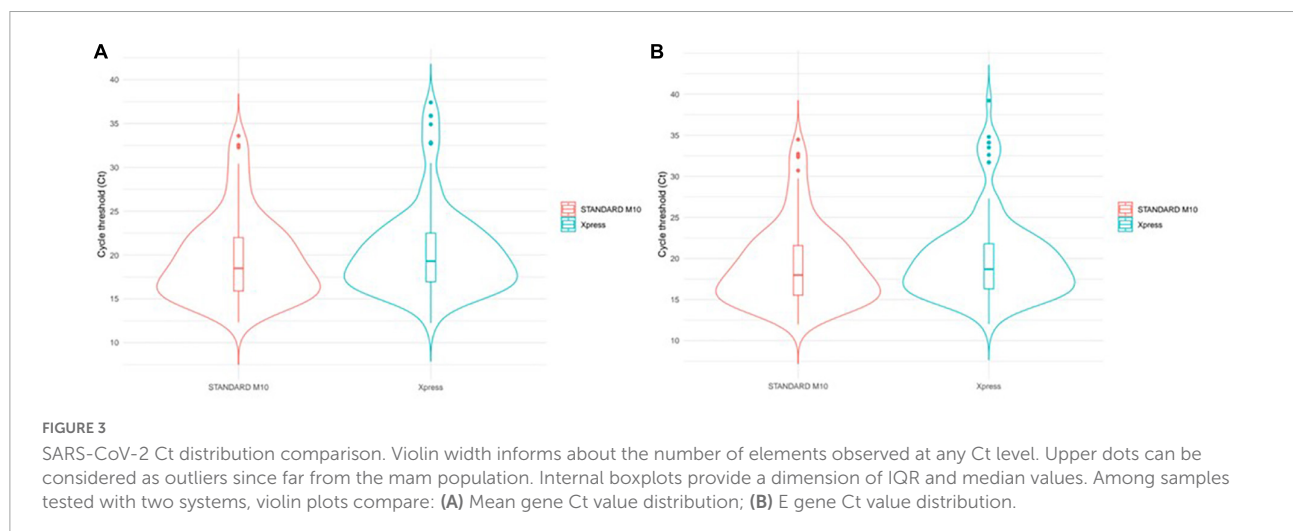 A
Cycle threshold (Ct)
40
35
30
25
20
15
10
STANDARD M10
Xpress
STANDARD M10
Xpress
B
Cycle threshold (Ct)
40
35
30
25
20
15
10
STANDARD M10
Xpress
STANDARD M10
Xpress
FIGURE 3
SARS-CoV-2 Ct distribution comparison. Violin width informs about the number of elements observed at any Ct level. Upper dots can be
considered as outliers since far from the mam population. Internal boxplots provide a dimension of IQR and median values. Among samples
tested with two systems, violin plots compare: (A) Mean gene Ct value distribution; (B) E gene Ct value distribution.